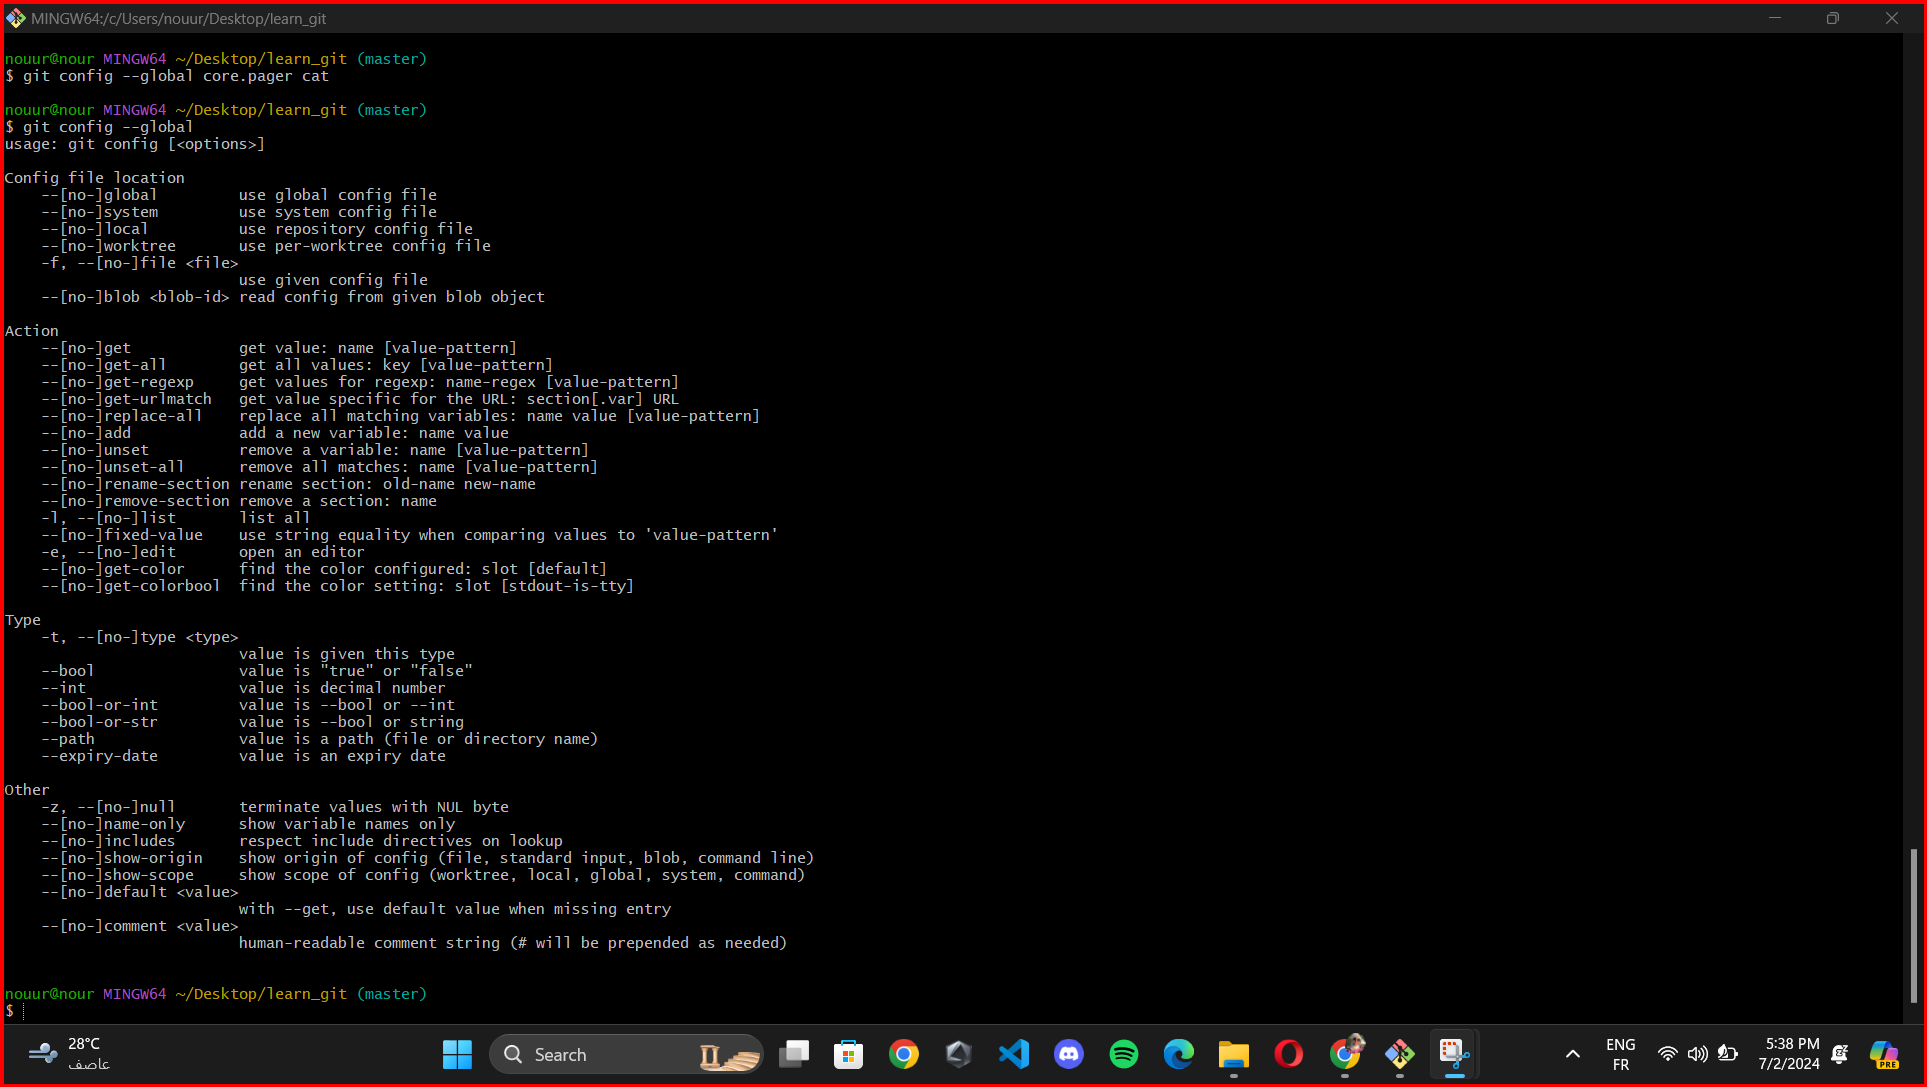 MINGW64:/c/Users/nouur/Desktop/learn_git
nouur@nour MINGW64 ~/Desktop/learn_git (master)
$ git config --global core.pager cat
nouur@nour MINGW64 ~/Desktop/learn_git (master)
$ git config --global
usage: git config [<options>]
Config file location
--[no-]global use global config file
--[no-]system use system config file
--[no-]local use repository config file
--[no-]worktree use per-worktree config file
-f, --[no-]file <file>
use given config file
--[no-]blob <blob-id> read config from given blob object
Action
--[no-]get get value: name [value-pattern]
--[no-]get-all get all values: key [value-pattern]
--[no-]get-regexp get values for regexp: name-regex [value-pattern]
--[no-]get-urlmatch get value specific for the URL: section[.var] URL
--[no-]replace-all replace all matching variables: name value [value-pattern]
--[no-]add add a new variable: name value
--[no-]unset remove a variable: name [value-pattern]
--[no-]unset-all remove all matches: name [value-pattern]
--[no-]rename-section rename section: old-name new-name
--[no-]remove-section remove a section: name
-l, --[no-]list list all
--[no-]fixed-value use string equality when comparing values to 'value-pattern'
-e, --[no-]edit open an editor
--[no-]get-color find the color configured: slot [default]
--[no-]get-colorbool find the color setting: slot [stdout-is-tty]
Type
-t, --[no-]type <type>
value is given this type
--bool value is "true" or "false"
--int value is decimal number
--bool-or-int value is --bool or --int
--bool-or-str value is --bool or string
--path value is a path (file or directory name)
--expiry-date value is an expiry date
Other
-z, --[no-]null terminate values with NUL byte
--[no-]name-only show variable names only
--[no-]includes respect include directives on lookup
--[no-]show-origin show origin of config (file, standard input, blob, command line)
--[no-]show-scope show scope of config (worktree, local, global, system, command)
--[no-]default <value>
with --get, use default value when missing entry
--[no-]comment <value>
human-readable comment string (# will be prepended as needed)
nouur@nour MINGW64 ~/Desktop/learn_git (master)
$
28°C
عاصف
Search
PRE
ENG
FR
5:38 PM
7/2/2024